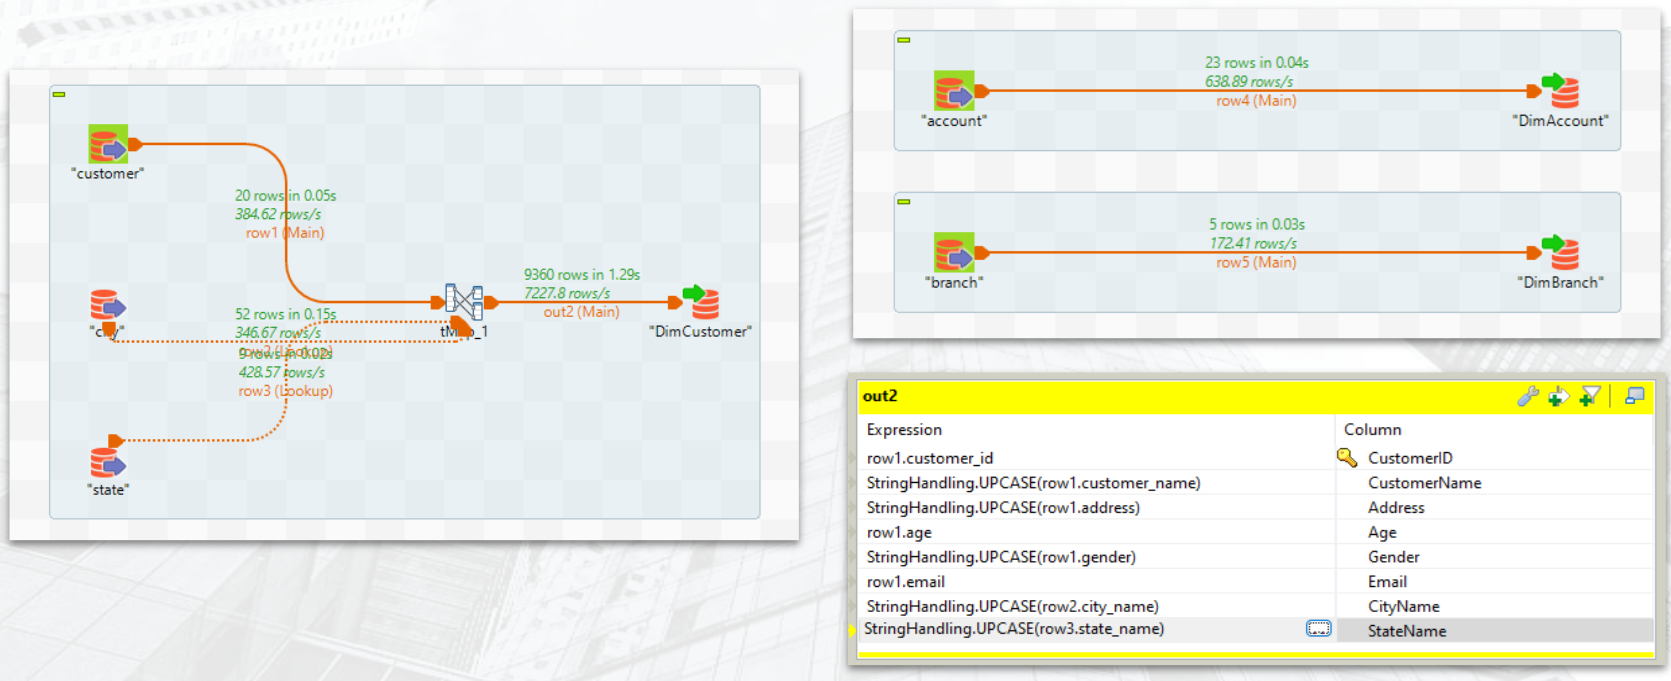 "customer"
20 rows in 0.05s
384.62 rows/s
row1 (Main)
9360 rows in 1.29s
7227.8 rows/s
out2 (Main)
"DimCustomer"
"city"
52 rows in 0.15s
346.67 rows/s
row2 (Lookup)
tMap_1
9 rows in 0.02s
428.57 rows/s
row3 (Lookup)
"state"
23 rows in 0.04s
638.89 rows/s
row4 (Main)
"account"
"DimAccount"
5 rows in 0.03s
172.41 rows/s
row5 (Main)
"branch"
"DimBranch"
out2
Expression Column
row1.customer_id CustomerID
StringHandling.UPCASE(row1.customer_name) CustomerName
StringHandling.UPCASE(row1.address) Address
row1.age Age
StringHandling.UPCASE(row1.gender) Gender
row1.email Email
StringHandling.UPCASE(row2.city_name) CityName
StringHandling.UPCASE(row3.state_name) StateName